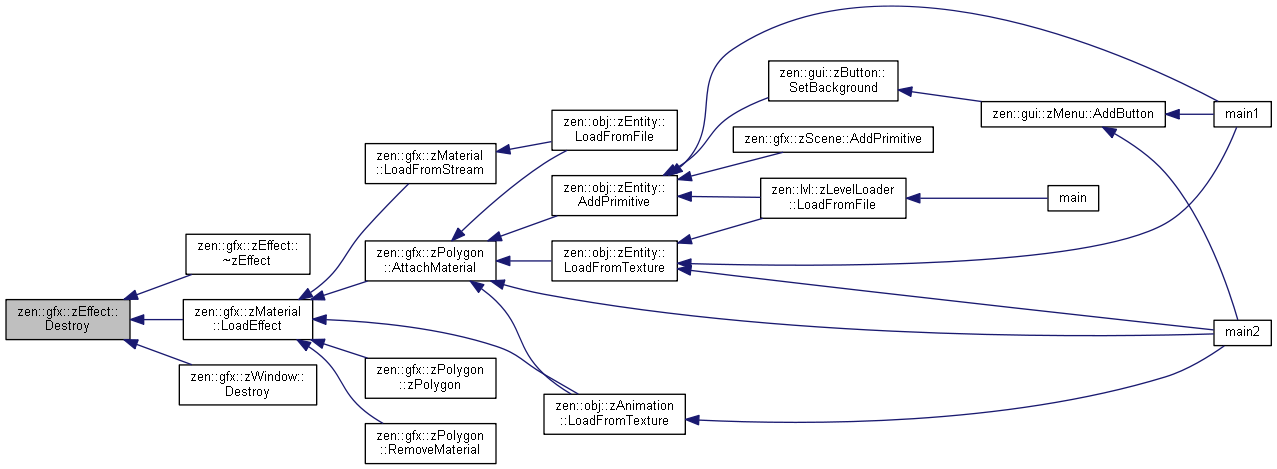 zen::gfx::zEffect::
Destroy
zen::gfx::zEffect::
~zEffect
zen::gfx::zMaterial
::LoadEffect
zen::gfx::zWindow::
Destroy
zen::gfx::zMaterial
::LoadFromStream
zen::gfx::zPolygon
::AttachMaterial
zen::gfx::zPolygon
::zPolygon
zen::gfx::zPolygon
::RemoveMaterial
zen::obj::zEntity::
LoadFromFile
zen::obj::zEntity::
AddPrimitive
zen::obj::zEntity::
LoadFromTexture
zen::obj::zAnimation
::LoadFromTexture
zen::gui::zButton::
SetBackground
zen::gfx::zScene::AddPrimitive
zen::lvl::zLevelLoader
::LoadFromFile
zen::gui::zMenu::AddButton
main
main1
main2